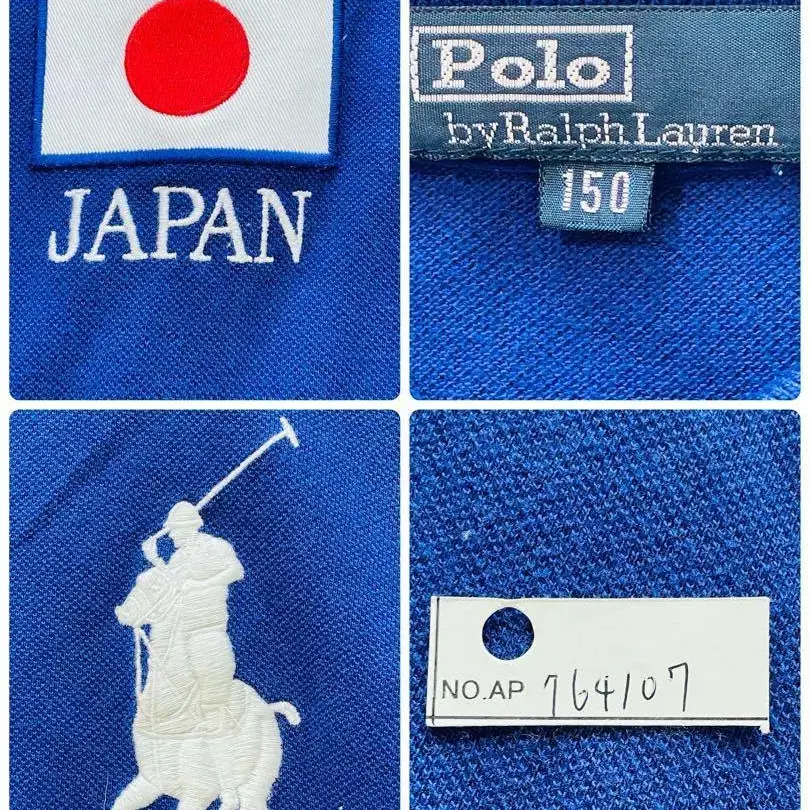 JAPAN
Polo
by Ralph Lauren
150
NO.AP 764107